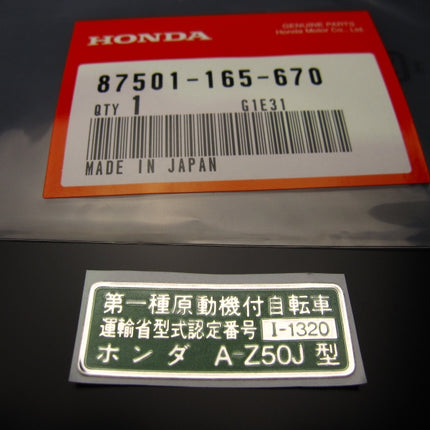 HONDA
GENUINE PARTS
Honda Motor Co., Ltd.
87501-165-670
QTY 1 G1E31
MADE IN JAPAN
第一種原動機付自転車
運輸省型式認定番号 I-1320
ホンダ A-Z50J 型